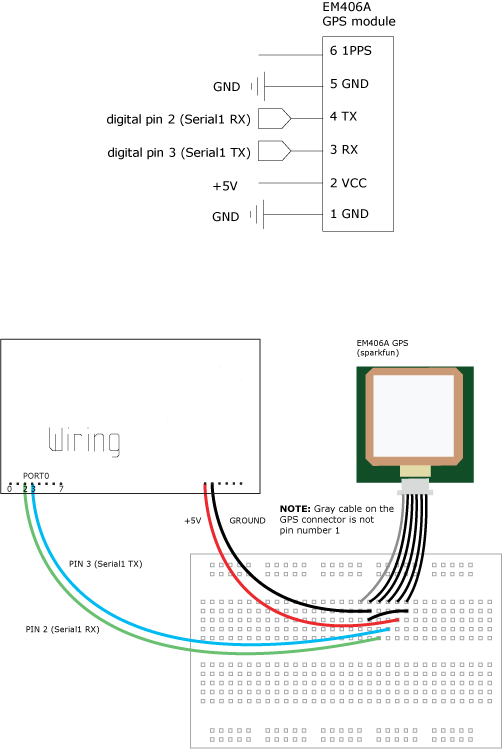 EM406A
GPS module
6 1PPS
GND
5 GND
digital pin 2 (Serial1 RX)
4 TX
digital pin 3 (Serial1 TX)
3 RX
+5V
2 VCC
GND
1 GND
EM406A GPS
(sparkfun)
Wiring
PORT0
0 2 3 7
+5V
GROUND
NOTE: Gray cable on the
GPS connector is not
pin number 1
PIN 3 (Serial1 TX)
PIN 2 (Serial1 RX)